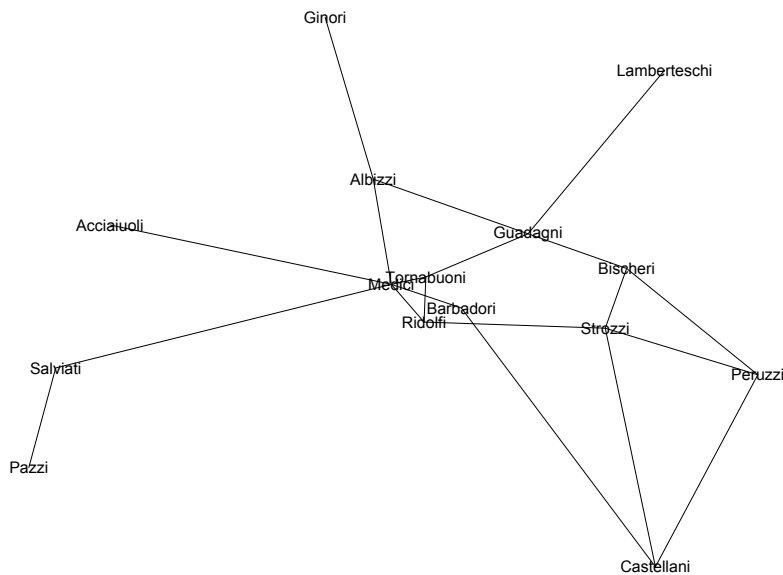 Ginori
Lamberteschi
Albizzi
Acciaiuoli
Guadagni
Bischeri
Tornabuoni
Medici
Barbadori
Ridolfi
Strozzi
Salviati
Peruzzi
Pazzi
Castellani